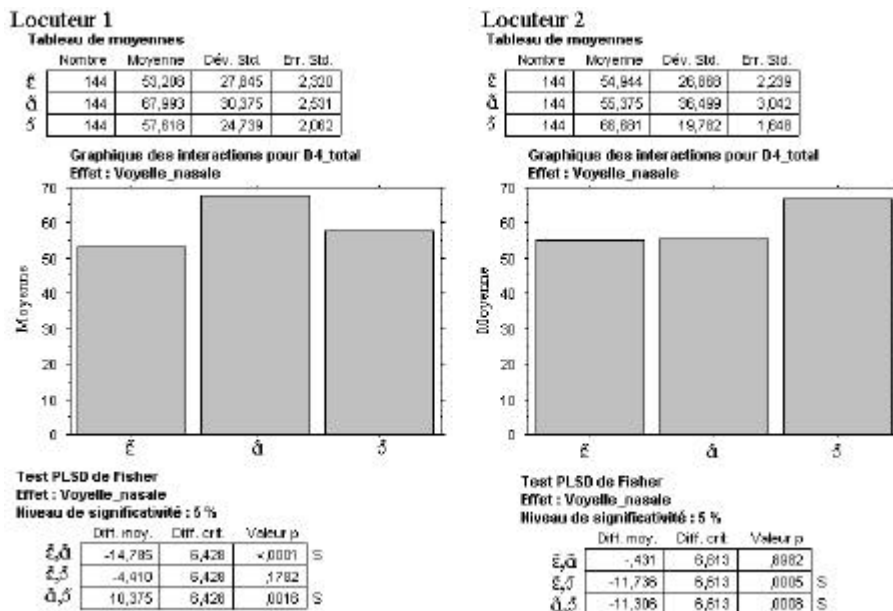 Locuteur 1
Tableau de moyennes
Nombre Moyenne Dév. Std. Err. Std.
ɛ̃ 144 53,208 27,845 2,320
ɑ̃ 144 67,993 30,375 2,531
ɔ̃ 144 57,618 24,739 2,062
Graphique des interactions pour D4_total
Effet : Voyelle_nasale
70
60
50
40
30
20
10
0
Moyenne
ɛ̃ ɑ̃ ɔ̃
Test PLSD de Fisher
Effet : Voyelle_nasale
Niveau de significativité : 5 %
Diff. moy. Diff. crit. Valeur p
ɛ̃,ɑ̃ -14,785 6,428 <,0001 S
ɛ̃,ɔ̃ -4,410 6,428 ,1782
ɑ̃,ɔ̃ 10,375 6,428 ,0016 S
Locuteur 2
Tableau de moyennes
Nombre Moyenne Dév. Std. Err. Std.
ɛ̃ 144 54,944 26,868 2,239
ɑ̃ 144 55,375 36,499 3,042
ɔ̃ 144 66,681 19,782 1,648
Graphique des interactions pour D4_total
Effet : Voyelle_nasale
70
60
50
40
30
20
10
0
Moyenne
ɛ̃ ɑ̃ ɔ̃
Test PLSD de Fisher
Effet : Voyelle_nasale
Niveau de significativité : 5 %
Diff. moy. Diff. crit. Valeur p
ɛ̃,ɑ̃ -,431 6,613 ,8982
ɛ̃,ɔ̃ -11,736 6,613 ,0005 S
ɑ̃,ɔ̃ -11,306 6,613 ,0008 S